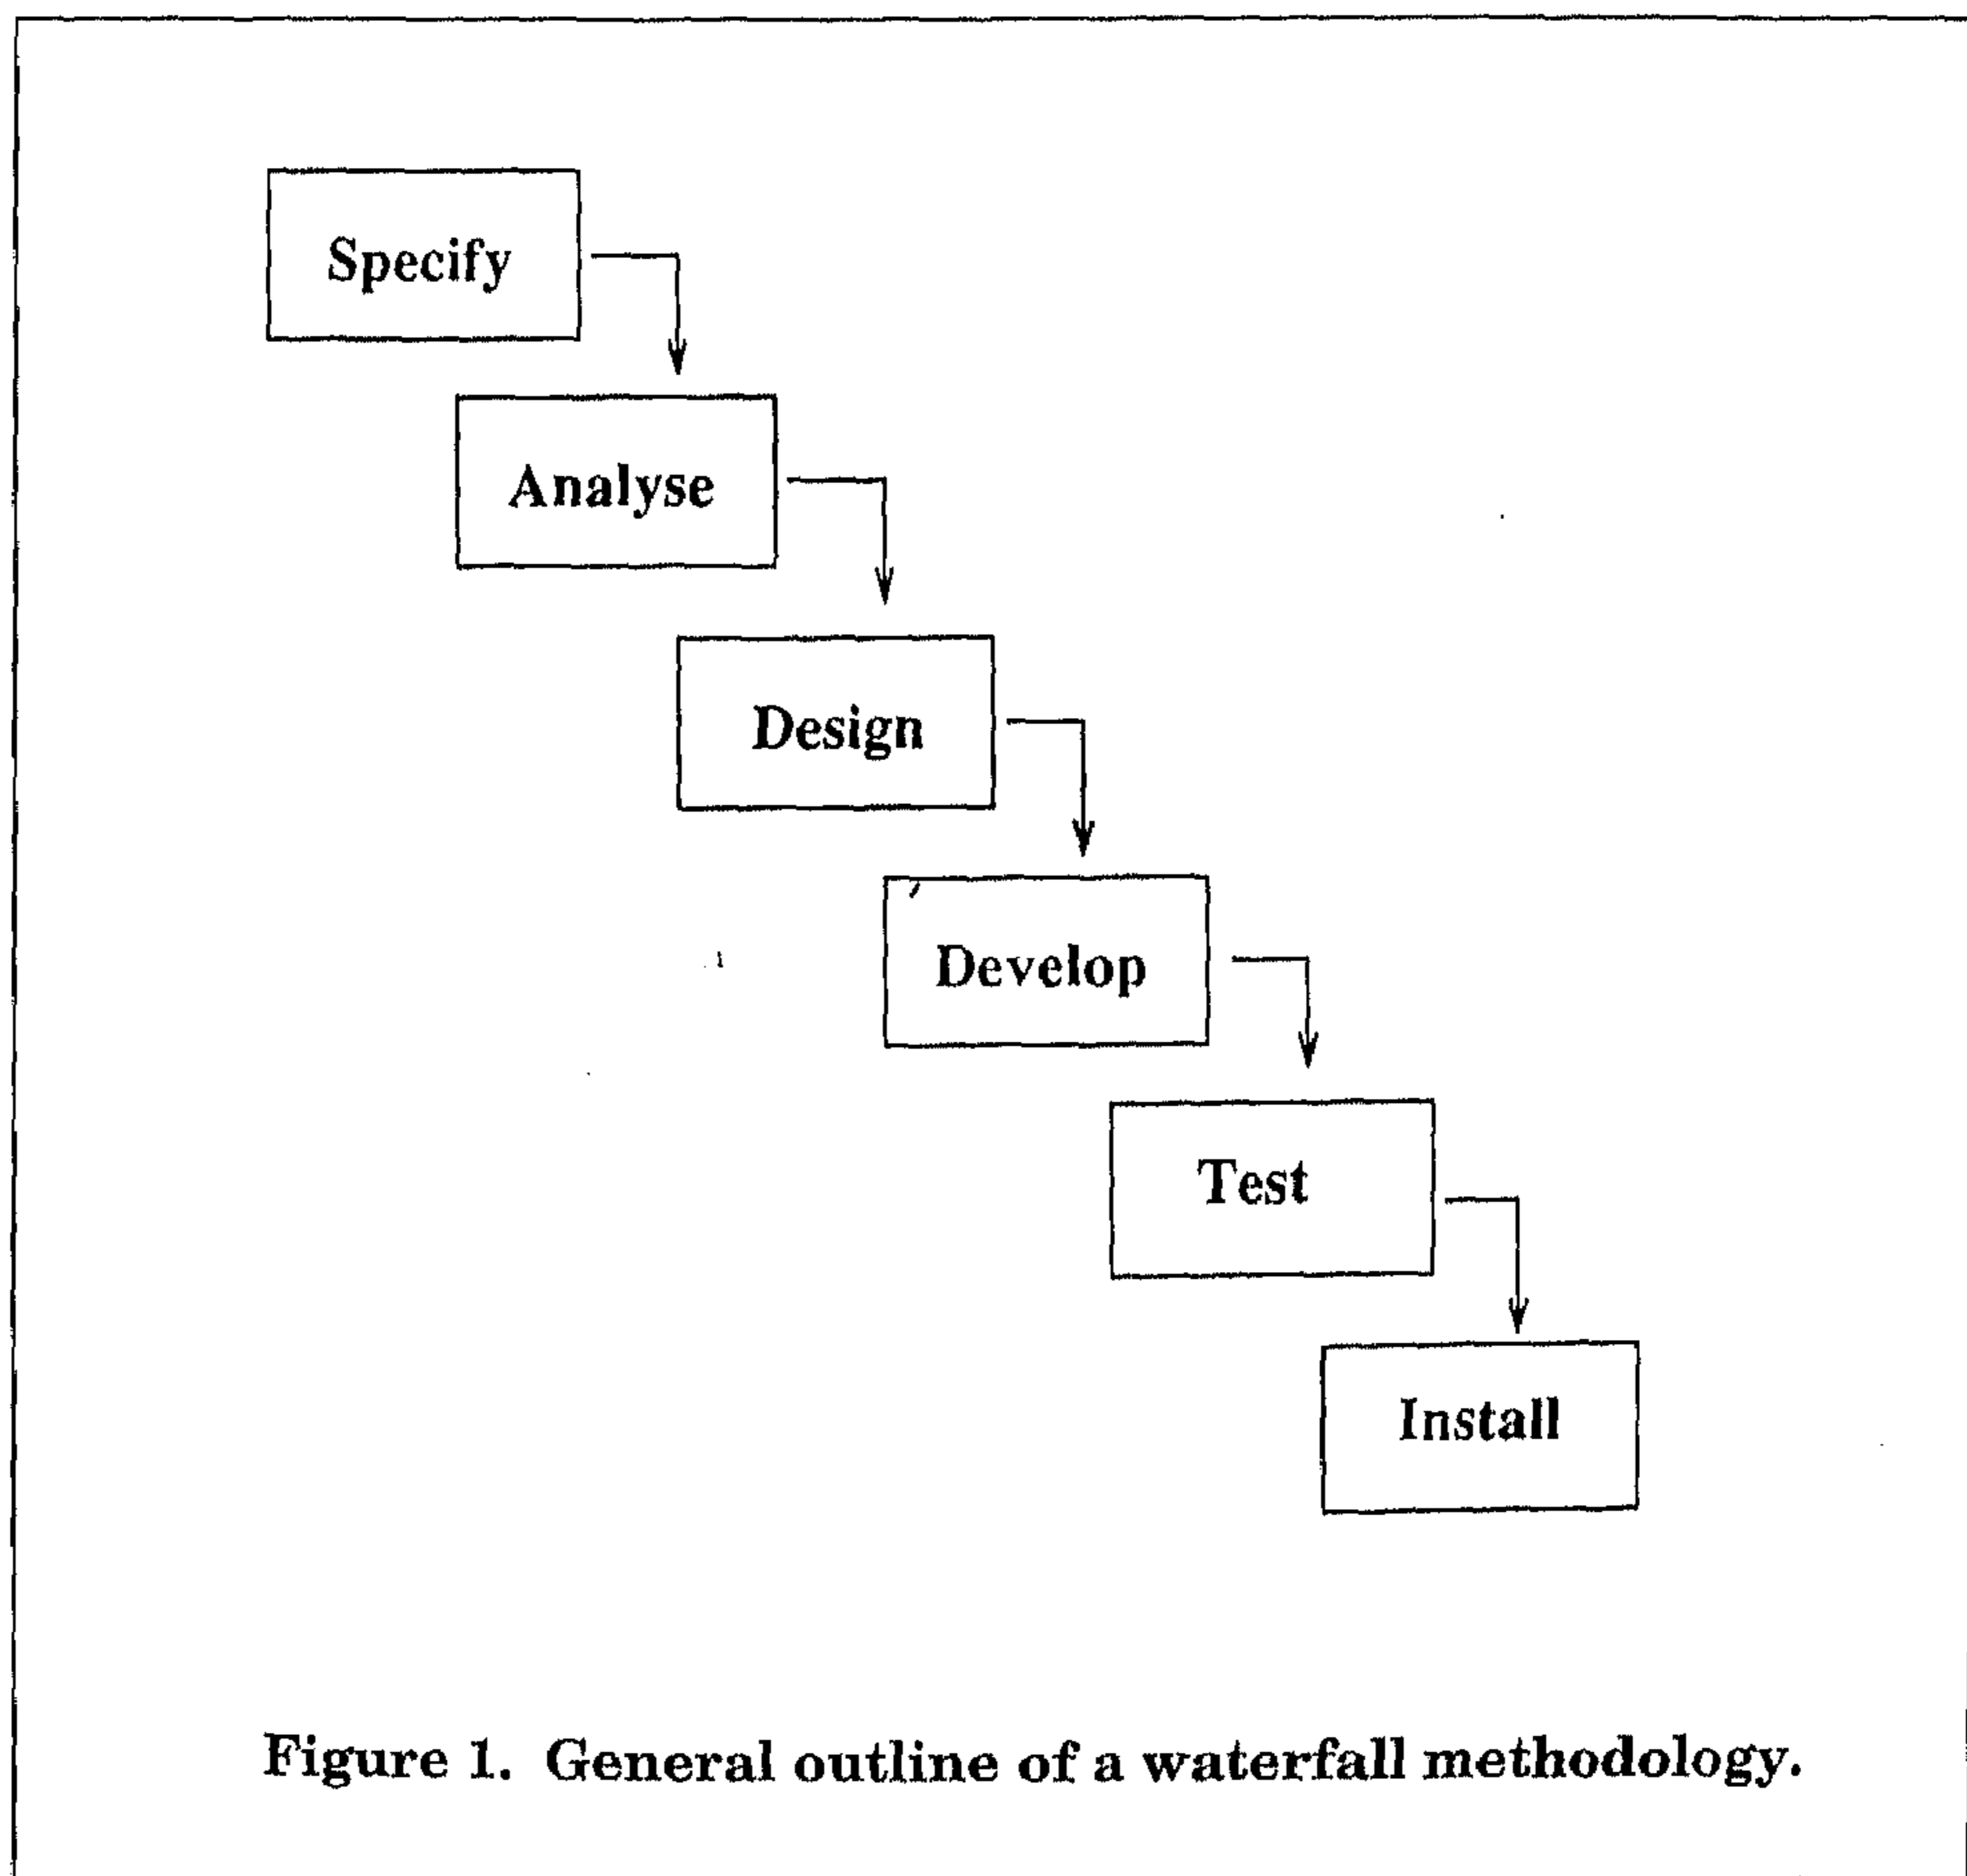 Specify
Analyse
Design
Develop
Test
Install
Figure 1. General outline of a waterfall methodology.